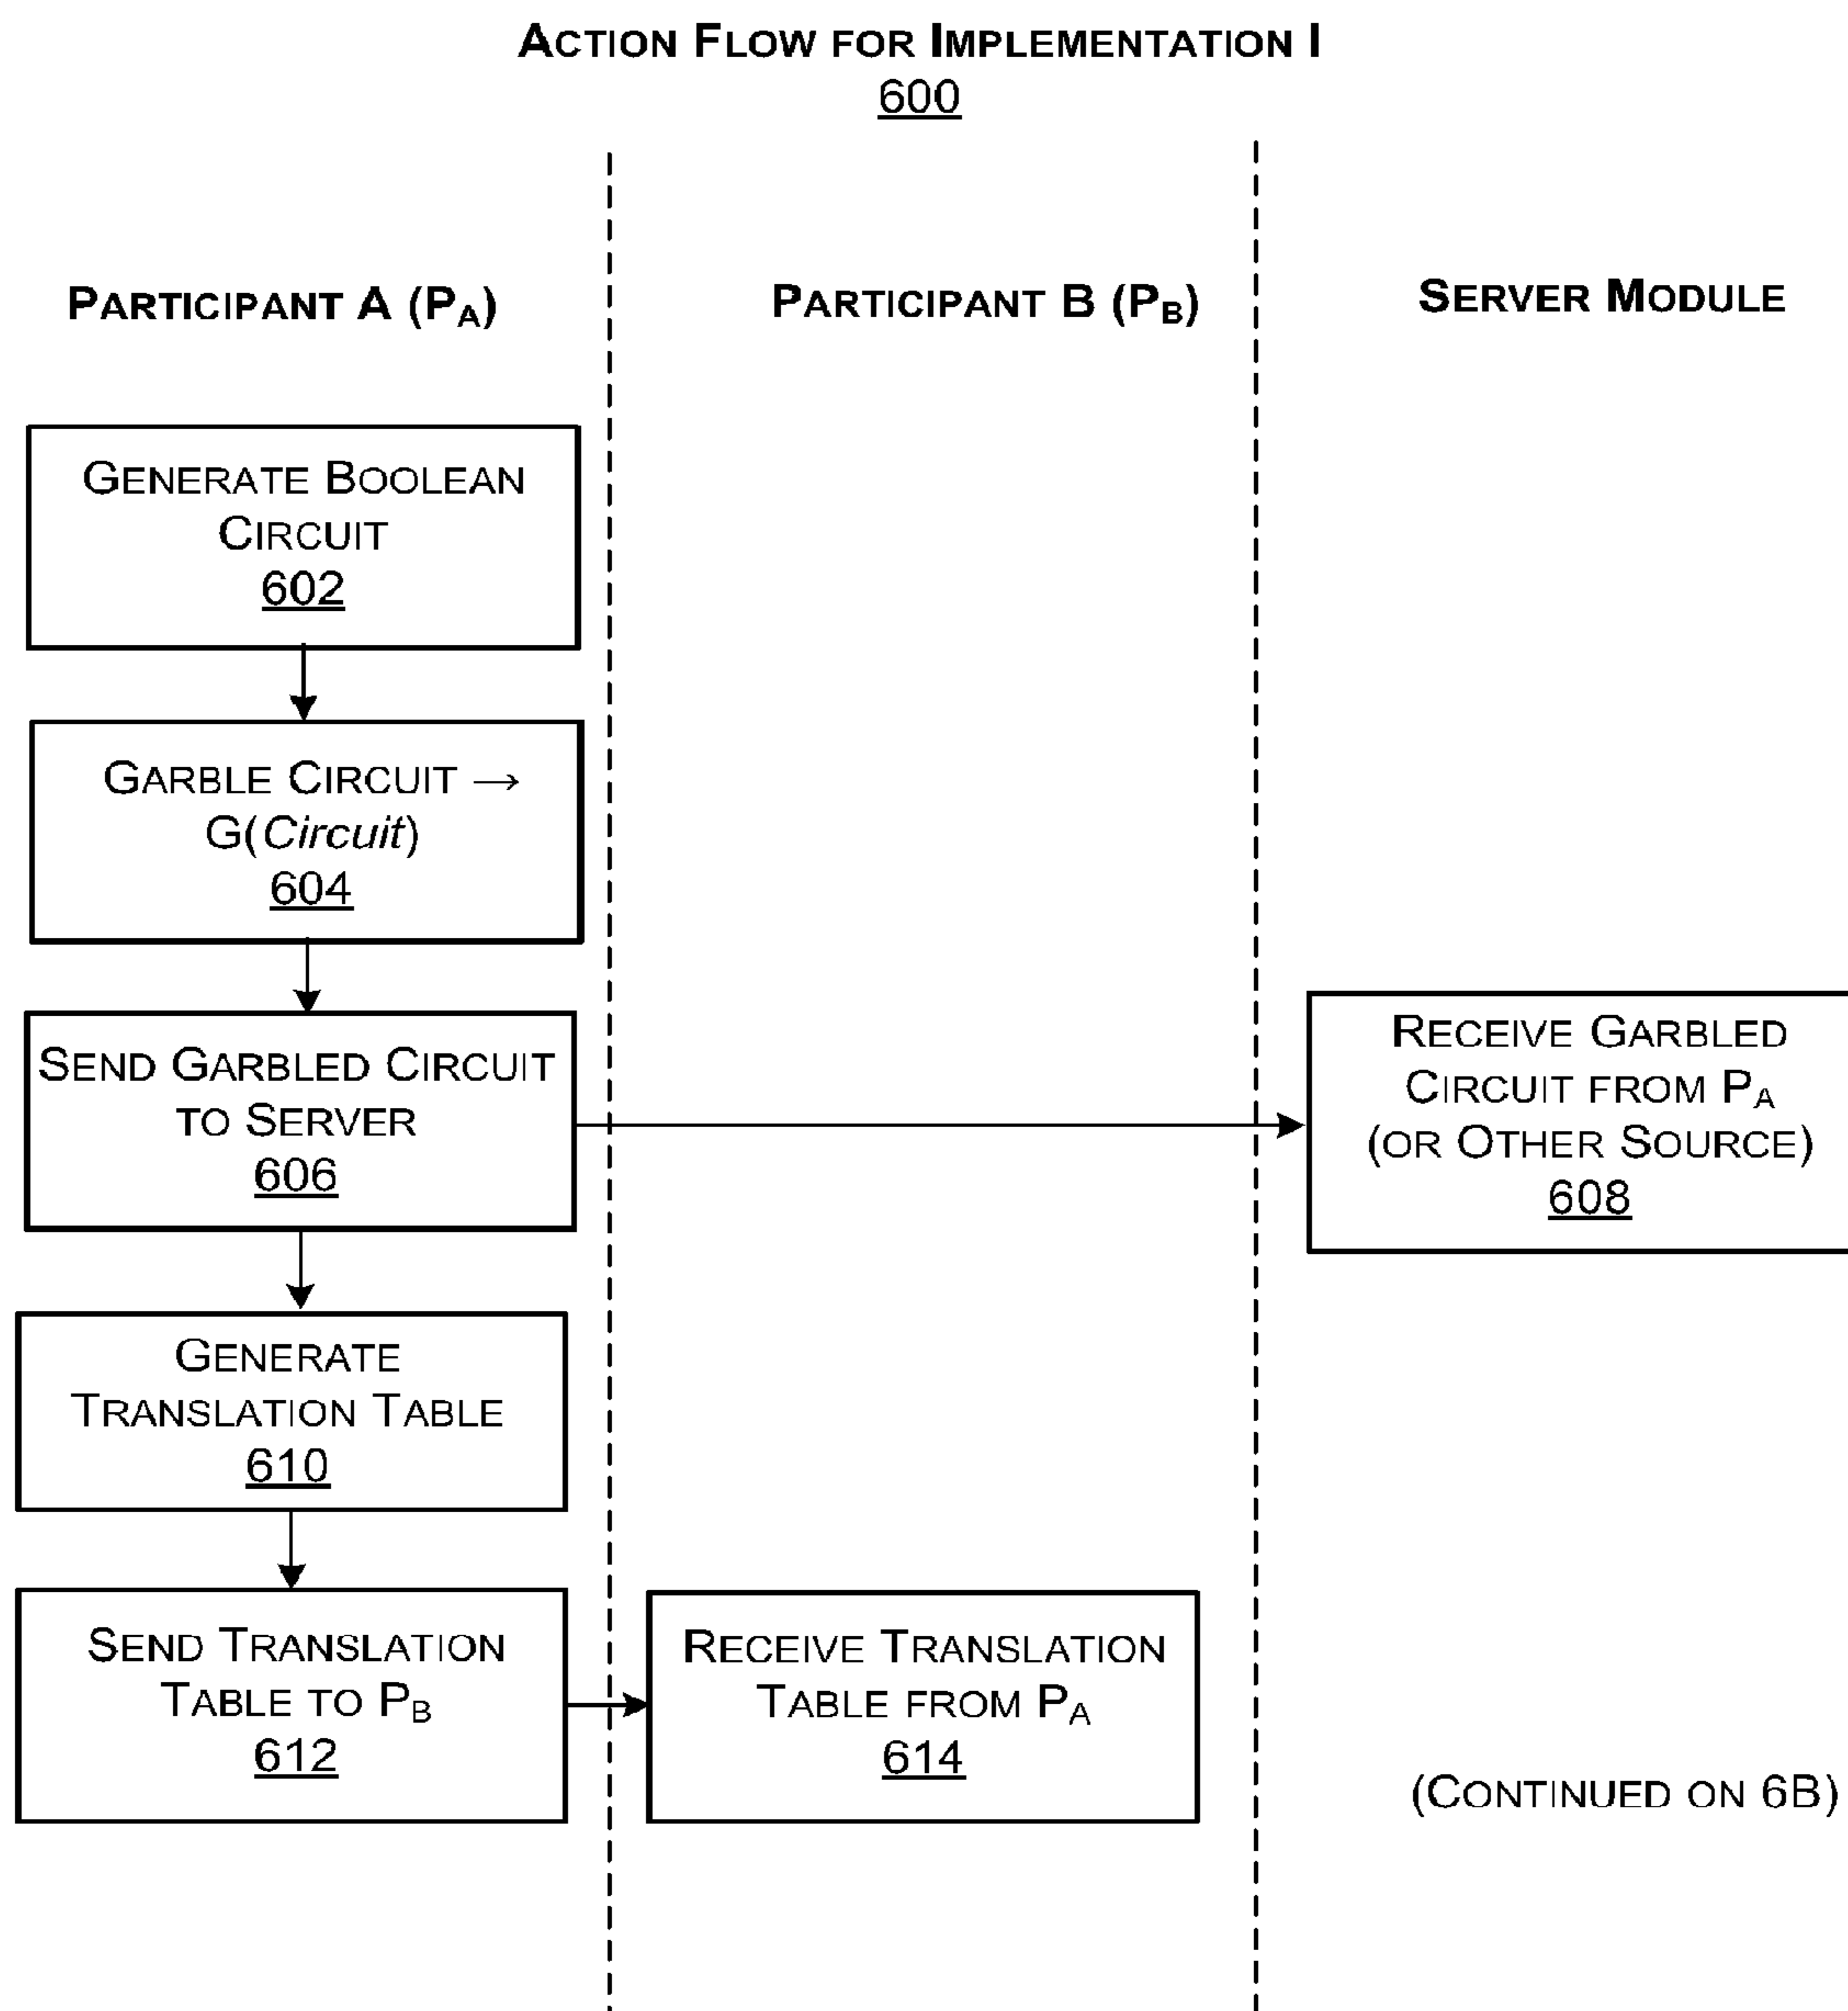 ACTION FLOW FOR IMPLEMENTATION I
600
PARTICIPANT A (PA)
PARTICIPANT B (PB)
SERVER MODULE
GENERATE BOOLEAN
CIRCUIT
602
GARBLE CIRCUIT →
G(Circuit)
604
SEND GARBLED CIRCUIT
TO SERVER
606
RECEIVE GARBLED
CIRCUIT FROM PA
(OR OTHER SOURCE)
608
GENERATE
TRANSLATION TABLE
610
SEND TRANSLATION
TABLE TO PB
612
RECEIVE TRANSLATION
TABLE FROM PA
614
(CONTINUED ON 6B)